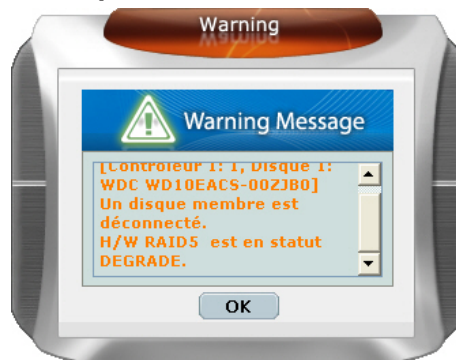 Warning
Warning Message
[Contrôleur 1: 1, Disque 1:
WDC WD10EACS-00ZJB0]
Un disque membre est
déconnecté.
H/W RAID5 est en statut
DEGRADE.
OK